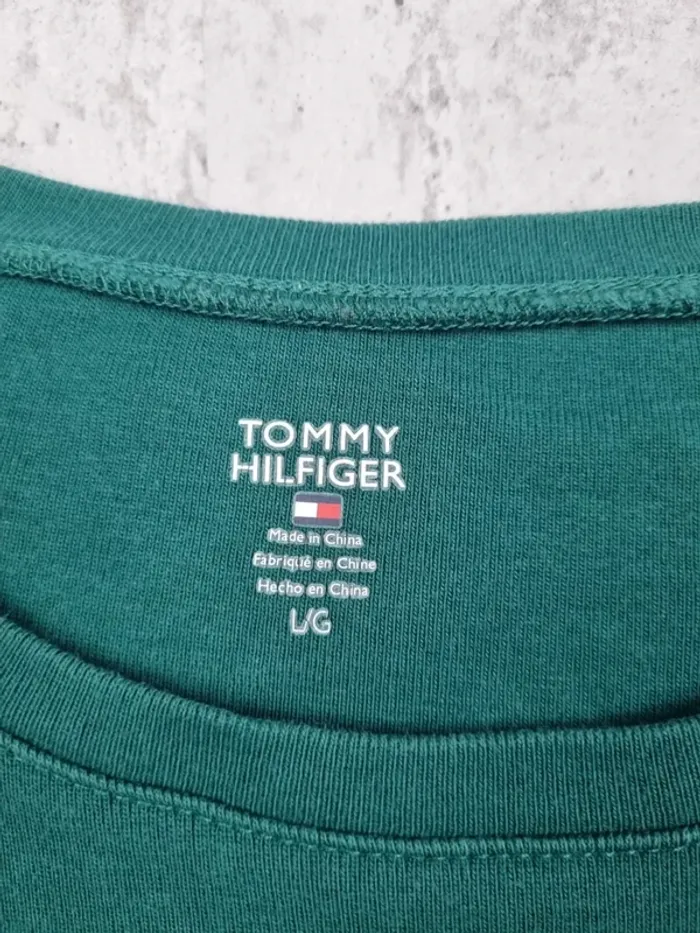 TOMMY
HILFIGER
Made in China
Fabriqué en Chine
Hecho en China
L/G